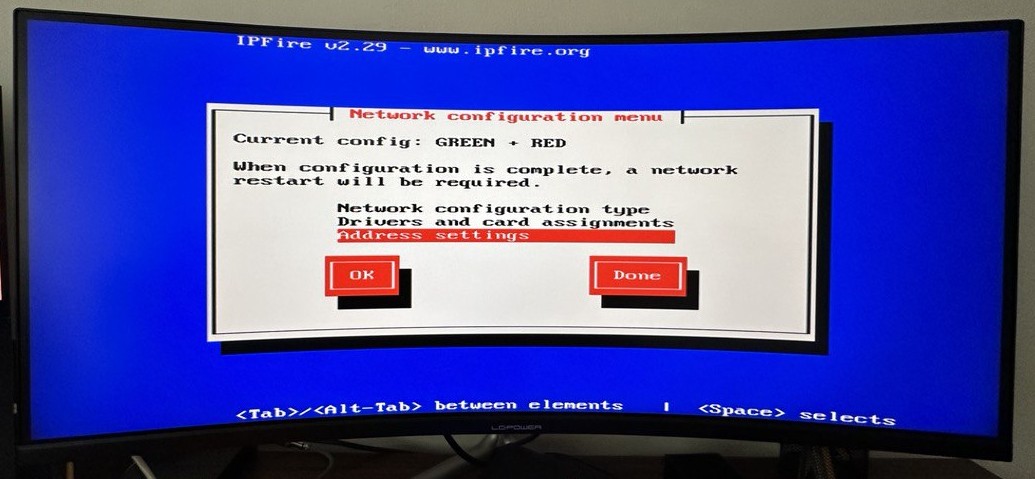 IPFire v2.29 - www.ipfire.org
Network configuration menu
Current config: GREEN + RED
When configuration is complete, a network
restart will be required.
Network configuration type
Drivers and card assignments
Address settings
OK
Done
<Tab>/<Alt-Tab> between elements | <Space> selects
LC-POWER